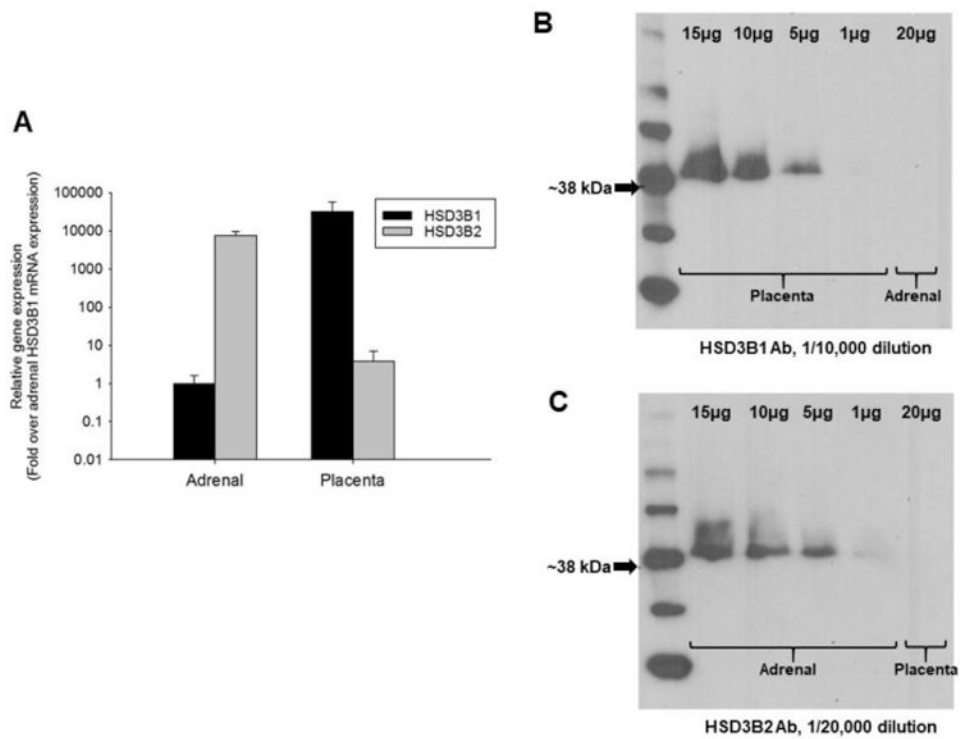 A
Relative gene expression
(Fold over adrenal HSD3B1 mRNA expression)
100000
10000
1000
100
10
1
0.1
0.01
HSD3B1
HSD3B2
Adrenal
Placenta
B
15µg 10µg 5µg 1µg 20µg
~38 kDa
Placenta
Adrenal
HSD3B1 Ab, 1/10,000 dilution
C
15µg 10µg 5µg 1µg 20µg
~38 kDa
Adrenal
Placenta
HSD3B2 Ab, 1/20,000 dilution